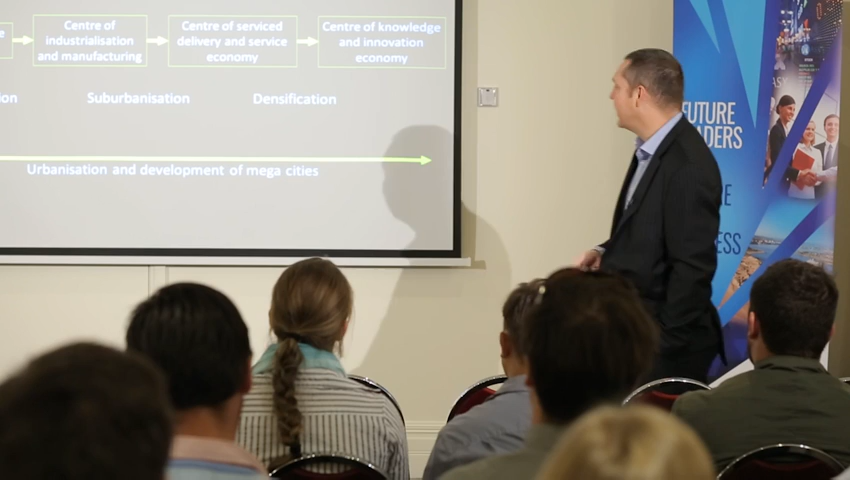 Centre of
industrialisation
and manufacturing
Centre of serviced
delivery and service
economy
Centre of knowledge
and innovation
economy
Suburbanisation
Densification
Urbanisation and development of mega cities
FUTURE